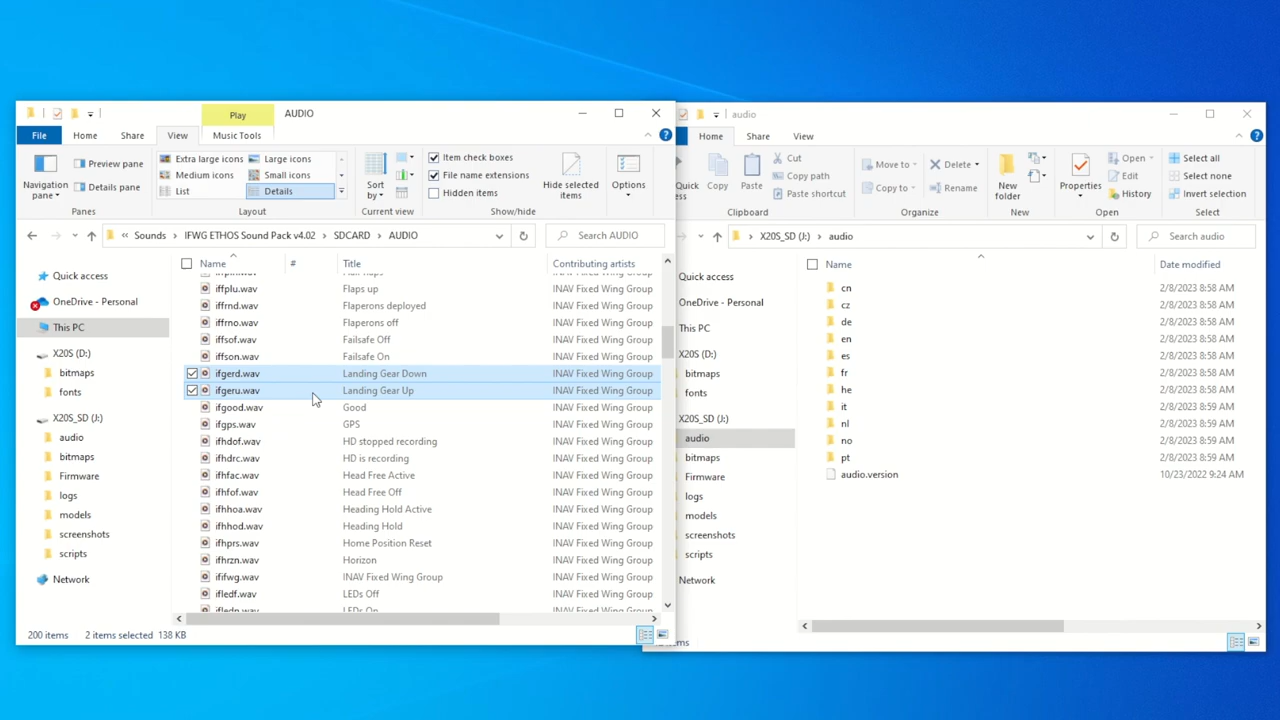 Play AUDIO
File Home Share View Music Tools
Navigation pane
Preview pane
Details pane
Panes
Extra large icons Large icons
Medium icons Small icons
List Details
Layout
Sort by
Current view
Item check boxes
File name extensions
Hidden items
Hide selected items
Show/hide
Options
« Sounds > IFWG ETHOS Sound Pack v4.02 > SDCARD > AUDIO
Search AUDIO
Quick access
OneDrive - Personal
This PC
X20S (D:)
bitmaps
fonts
X20S_SD (J:)
audio
bitmaps
Firmware
logs
models
screenshots
scripts
Network
Name # Title Contributing artists
iffplu.wav Flaps up INAV Fixed Wing Group
iffrnd.wav Flaperons deployed INAV Fixed Wing Group
iffrno.wav Flaperons off INAV Fixed Wing Group
iffsof.wav Failsafe Off INAV Fixed Wing Group
iffson.wav Failsafe On INAV Fixed Wing Group
ifgerd.wav Landing Gear Down INAV Fixed Wing Group
ifgeru.wav Landing Gear Up INAV Fixed Wing Group
ifgood.wav Good INAV Fixed Wing Group
ifgps.wav GPS INAV Fixed Wing Group
ifhdof.wav HD stopped recording INAV Fixed Wing Group
ifhdrc.wav HD is recording INAV Fixed Wing Group
ifhfac.wav Head Free Active INAV Fixed Wing Group
ifhfof.wav Head Free Off INAV Fixed Wing Group
ifhhoa.wav Heading Hold Active INAV Fixed Wing Group
ifhhod.wav Heading Hold INAV Fixed Wing Group
ifhprs.wav Home Position Reset INAV Fixed Wing Group
ifhrzn.wav Horizon INAV Fixed Wing Group
ififwg.wav INAV Fixed Wing Group INAV Fixed Wing Group
ifledf.wav LEDs Off INAV Fixed Wing Group
ifledn.wav LEDs On INAV Fixed Wing Group
200 items 2 items selected 138 KB
audio
Home Share View
Quick
Copy
Paste
Cut
Copy path
Paste shortcut
Clipboard
Move to Delete
Copy to Rename
Organize
New folder
New
Properties
Open
Edit
History
Open
Select all
Select none
Invert selection
Select
> X20S_SD (J:) > audio
Search audio
Quick access
OneDrive - Personal
This PC
X20S (D:)
bitmaps
fonts
X20S_SD (J:)
audio
bitmaps
Firmware
logs
models
screenshots
scripts
Network
Name Date modified
cn 2/8/2023 8:58 AM
cz 2/8/2023 8:58 AM
de 2/8/2023 8:58 AM
en 2/8/2023 8:58 AM
es 2/8/2023 8:58 AM
fr 2/8/2023 8:58 AM
he 2/8/2023 8:58 AM
it 2/8/2023 8:59 AM
nl 2/8/2023 8:59 AM
no 2/8/2023 8:59 AM
pt 2/8/2023 8:59 AM
audio.version 10/23/2022 9:24 AM